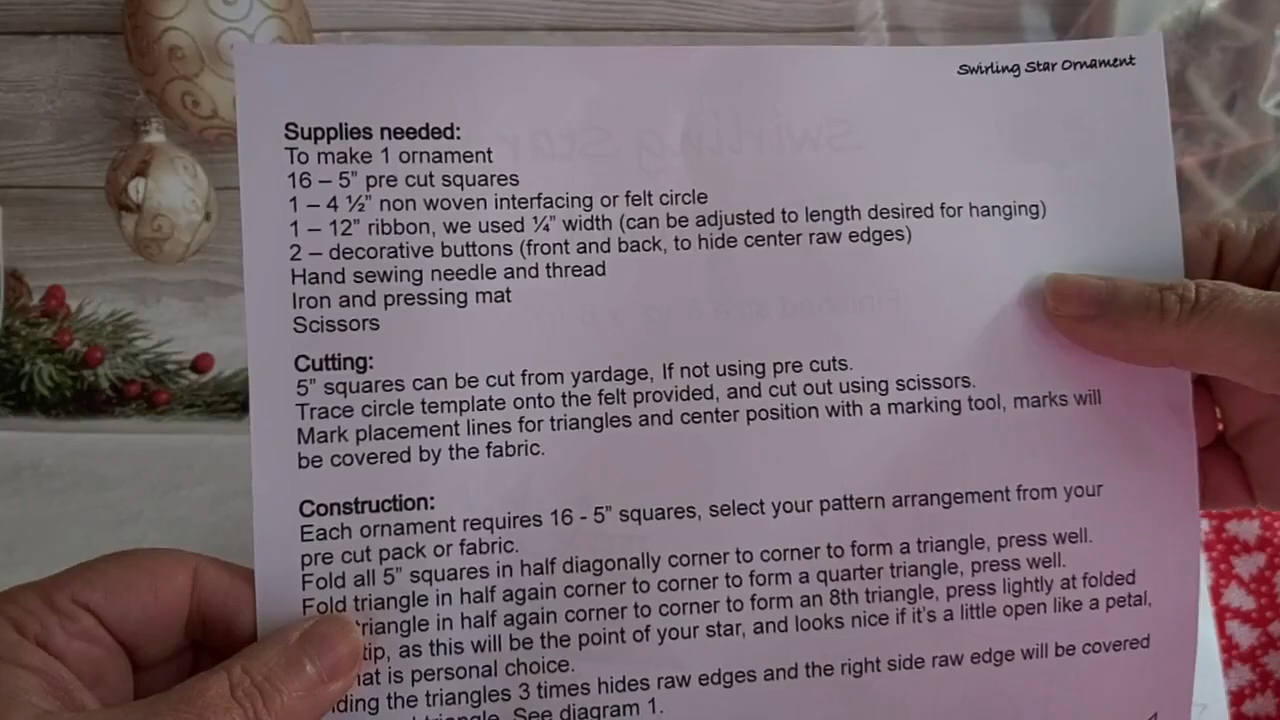 Swirling Star Ornament
Supplies needed:
To make 1 ornament
16 – 5” pre cut squares
1 – 4 ½” non woven interfacing or felt circle
1 – 12” ribbon, we used ¼” width (can be adjusted to length desired for hanging)
2 – decorative buttons (front and back, to hide center raw edges)
Hand sewing needle and thread
Iron and pressing mat
Scissors
Cutting:
5” squares can be cut from yardage, If not using pre cuts.
Trace circle template onto the felt provided, and cut out using scissors.
Mark placement lines for triangles and center position with a marking tool, marks will
be covered by the fabric.
Construction:
Each ornament requires 16 - 5” squares, select your pattern arrangement from your
pre cut pack or fabric.
Fold all 5” squares in half diagonally corner to corner to form a triangle, press well.
Fold triangle in half again corner to corner to form a quarter triangle, press well.
triangle in half again corner to corner to form an 8th triangle, press lightly at folded
tip, as this will be the point of your star, and looks nice if it’s a little open like a petal,
is personal choice.
the triangles 3 times hides raw edges and the right side raw edge will be covered
triangle. See diagram 1.